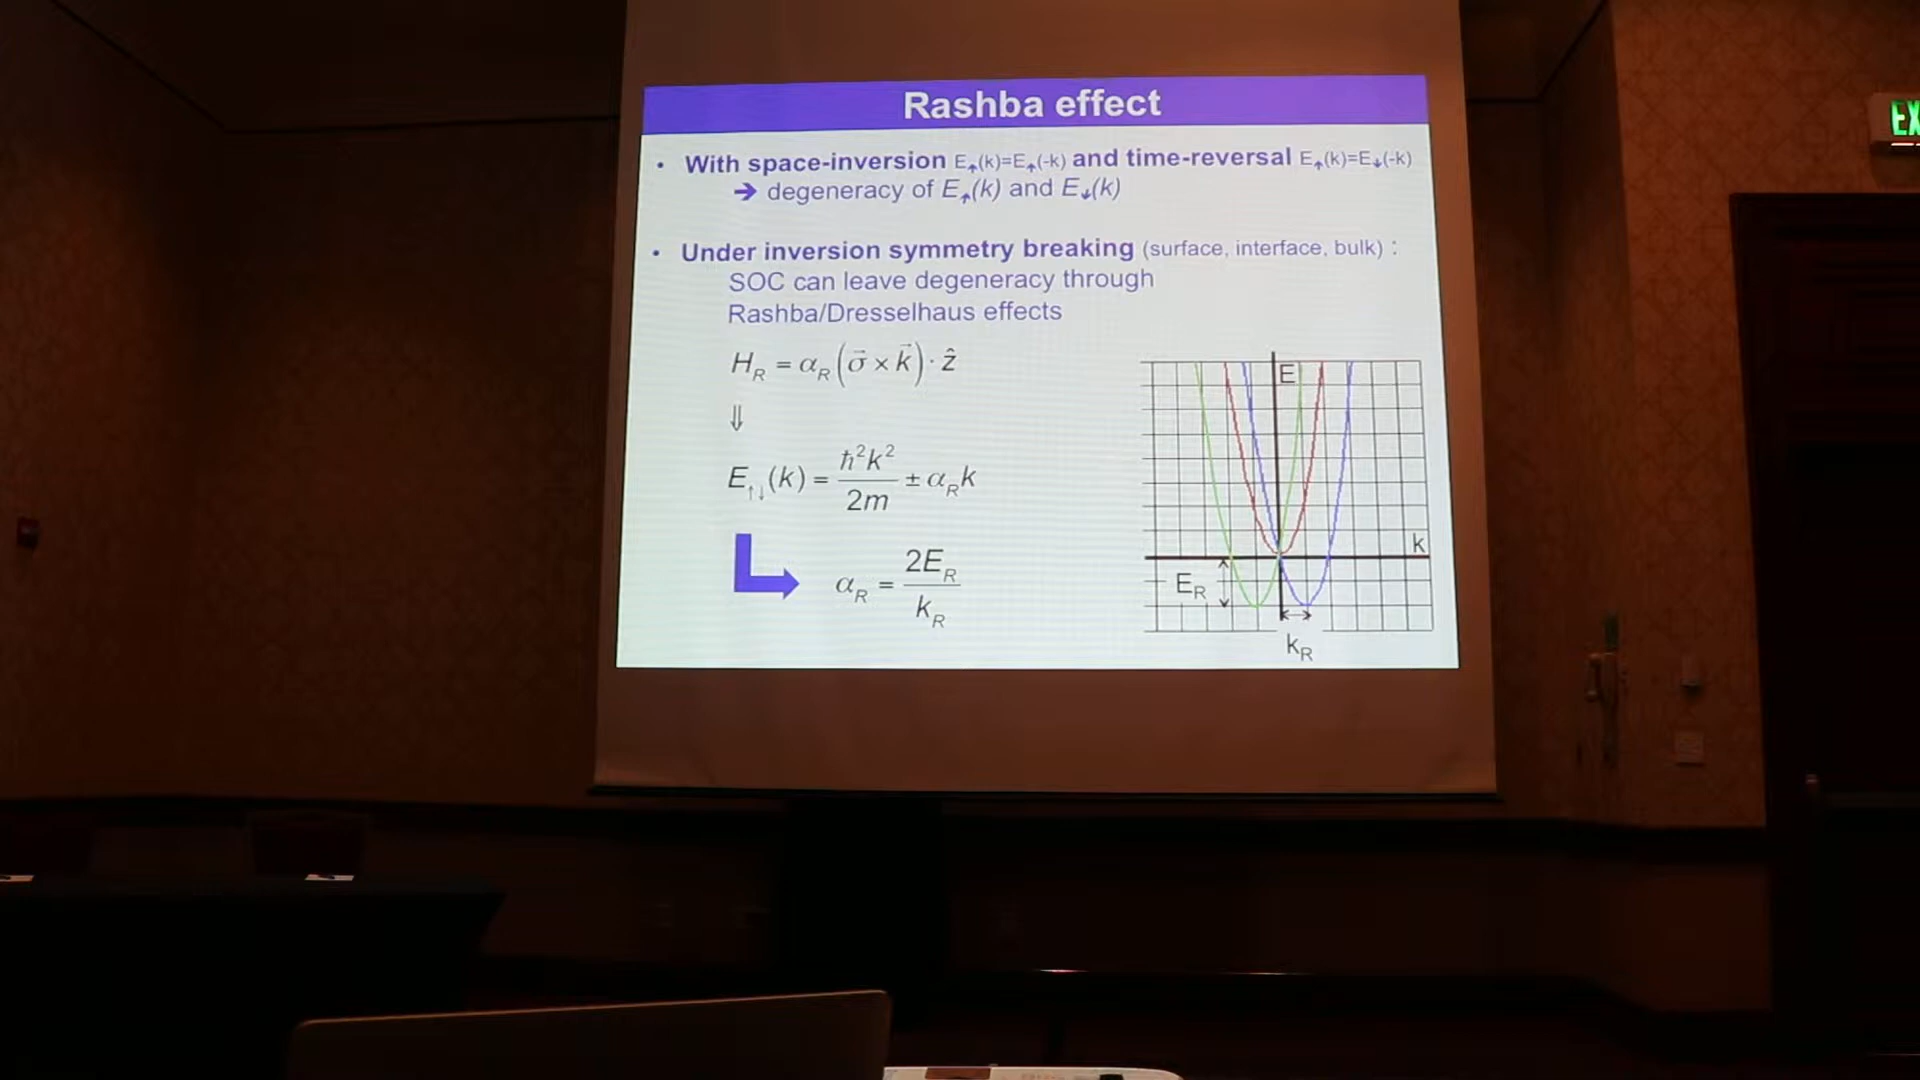 Rashba effect
• With space-inversion E↑(k)=E↑(-k) and time-reversal E↑(k)=E↓(-k)
➔ degeneracy of E↑(k) and E↓(k)
• Under inversion symmetry breaking (surface, interface, bulk) :
SOC can leave degeneracy through
Rashba/Dresselhaus effects
H_R = α_R(σ⃗ × k⃗) · ẑ
⇓
E↑↓(k) = ħ²k²/2m ± α_R k
α_R = 2E_R/k_R
E
k
E_R
k_R
EX